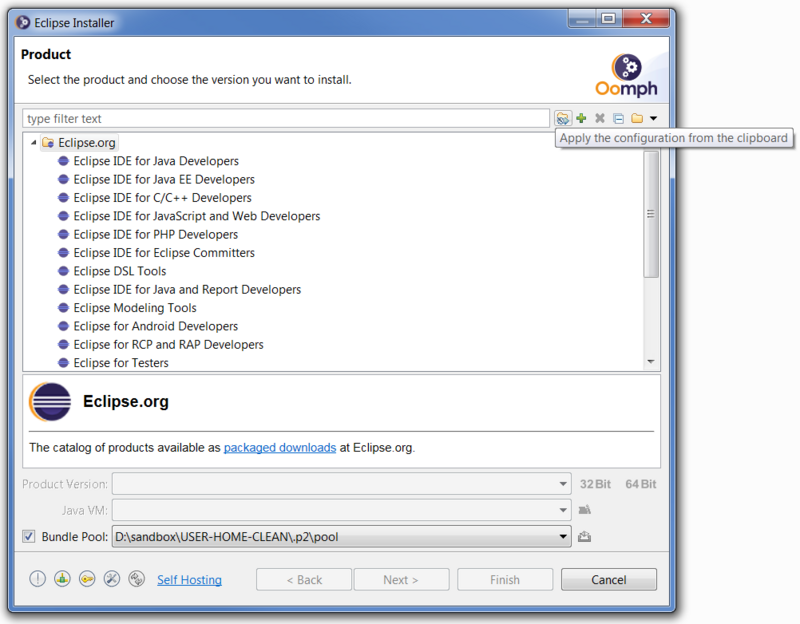 Eclipse Installer
Product
Select the product and choose the version you want to install.
Oomph
type filter text
Apply the configuration from the clipboard
Eclipse.org
Eclipse IDE for Java Developers
Eclipse IDE for Java EE Developers
Eclipse IDE for C/C++ Developers
Eclipse IDE for JavaScript and Web Developers
Eclipse IDE for PHP Developers
Eclipse IDE for Eclipse Committers
Eclipse DSL Tools
Eclipse IDE for Java and Report Developers
Eclipse Modeling Tools
Eclipse for Android Developers
Eclipse for RCP and RAP Developers
Eclipse for Testers
Eclipse.org
The catalog of products available as packaged downloads at Eclipse.org.
Product Version: 32 Bit 64 Bit
Java VM:
Bundle Pool: D:\sandbox\USER-HOME-CLEAN\.p2\pool
Self Hosting < Back Next > Finish Cancel